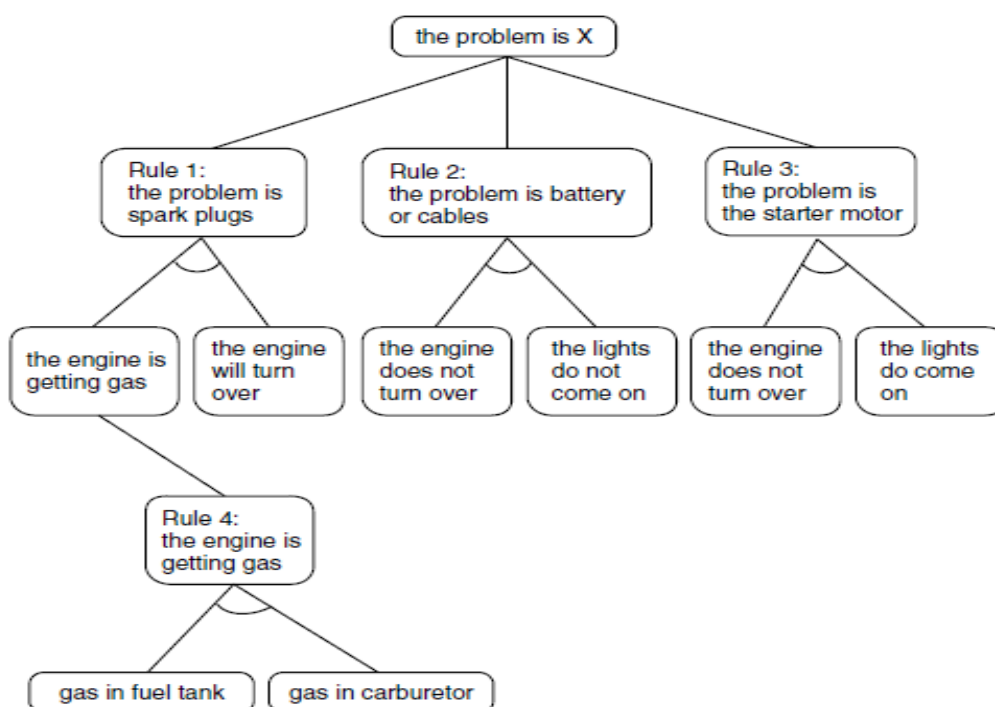 the problem is X
Rule 1:
the problem is
spark plugs
Rule 2:
the problem is battery
or cables
Rule 3:
the problem is
the starter motor
the engine is
getting gas
the engine
will turn
over
the engine
does not
turn over
the lights
do not
come on
the engine
does not
turn over
the lights
do come
on
Rule 4:
the engine is
getting gas
gas in fuel tank
gas in carburetor